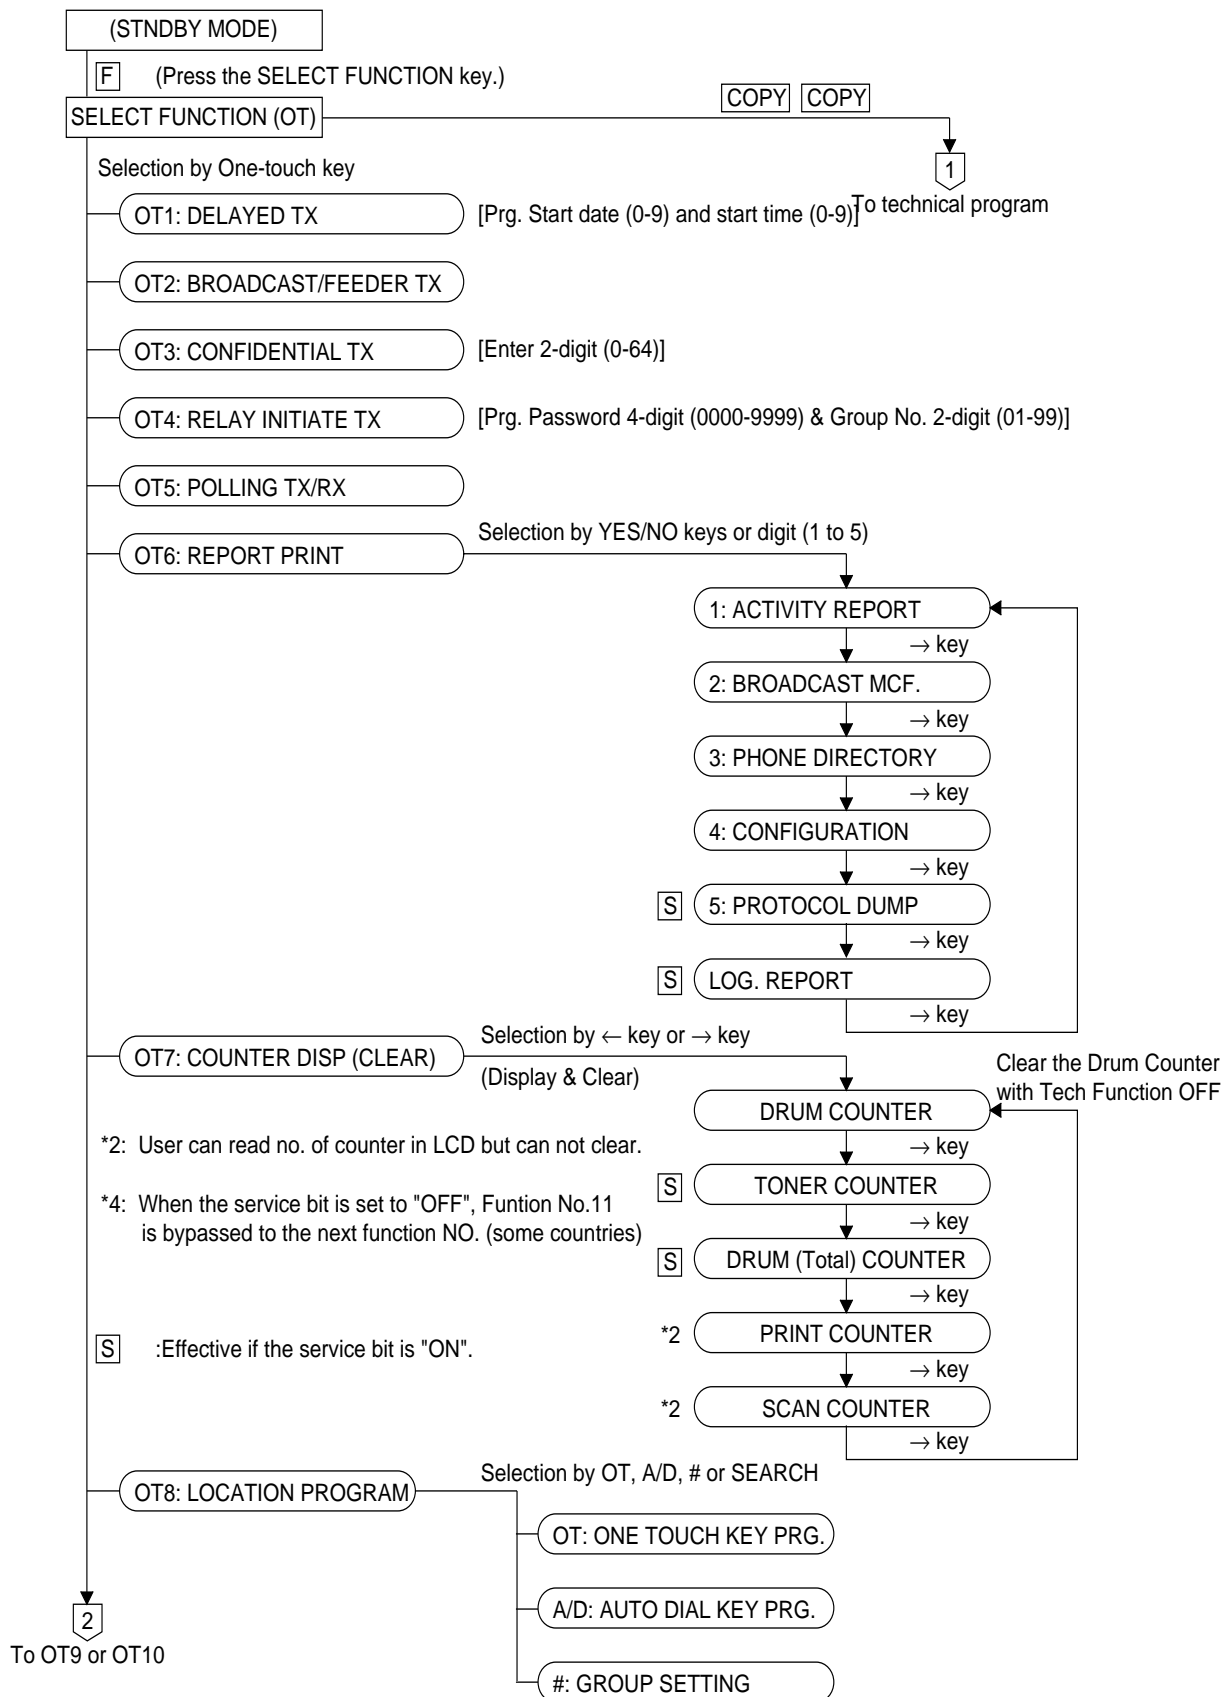 (STNDBY MODE)
F (Press the SELECT FUNCTION key.)
COPY COPY
SELECT FUNCTION (OT)
1
To technical program
Selection by One-touch key
OT1: DELAYED TX [Prg. Start date (0-9) and start time (0-9)]
OT2: BROADCAST/FEEDER TX
OT3: CONFIDENTIAL TX [Enter 2-digit (0-64)]
OT4: RELAY INITIATE TX [Prg. Password 4-digit (0000-9999) & Group No. 2-digit (01-99)]
OT5: POLLING TX/RX
OT6: REPORT PRINT Selection by YES/NO keys or digit (1 to 5)
1: ACTIVITY REPORT
→ key
2: BROADCAST MCF.
→ key
3: PHONE DIRECTORY
→ key
4: CONFIGURATION
→ key
S 5: PROTOCOL DUMP
→ key
S LOG. REPORT
→ key
OT7: COUNTER DISP (CLEAR) Selection by ← key or → key
(Display & Clear)
Clear the Drum Counter
with Tech Function OFF
DRUM COUNTER
→ key
S TONER COUNTER
→ key
S DRUM (Total) COUNTER
→ key
*2 PRINT COUNTER
→ key
*2 SCAN COUNTER
→ key
*2: User can read no. of counter in LCD but can not clear.
*4: When the service bit is set to "OFF", Funtion No.11
is bypassed to the next function NO. (some countries)
S :Effective if the service bit is "ON".
OT8: LOCATION PROGRAM Selection by OT, A/D, # or SEARCH
OT: ONE TOUCH KEY PRG.
A/D: AUTO DIAL KEY PRG.
#: GROUP SETTING
2
To OT9 or OT10